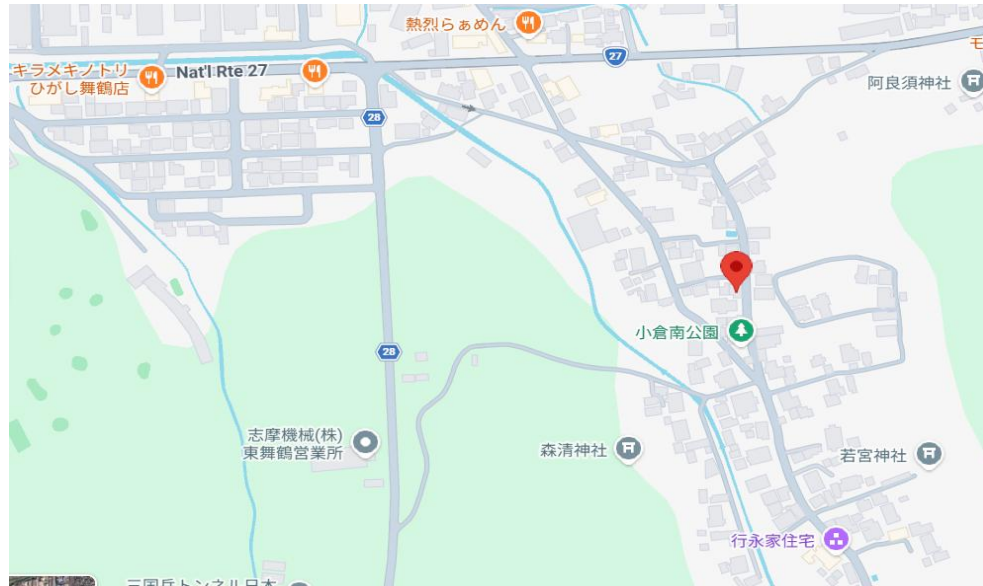 熱烈らぁめん
27
モ
キラメキノトリ
ひがし舞鶴店
Nat'l Rte 27
阿良須神社
28
28
小倉南公園
志摩機械(株)
東舞鶴営業所
森清神社
若宮神社
行永家住宅